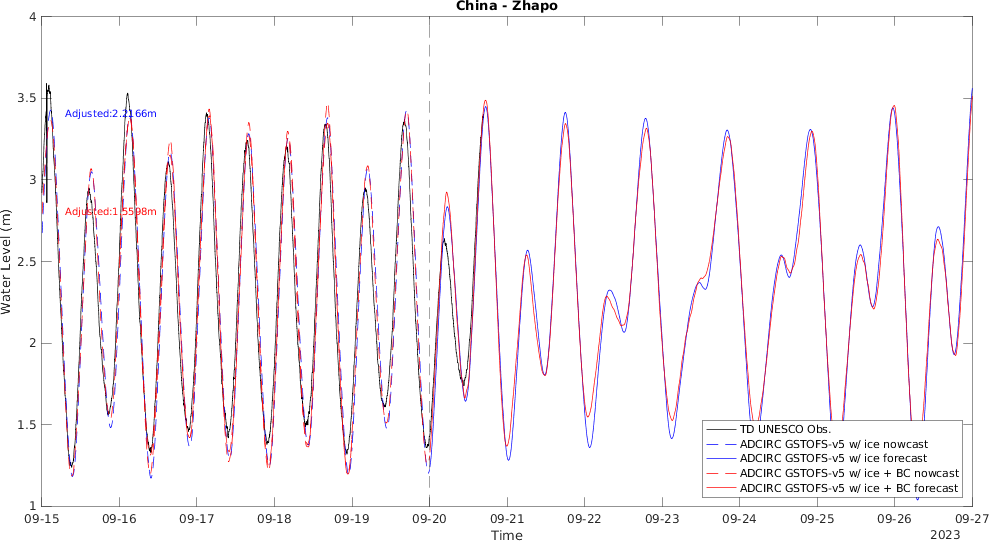 China - Zhapo
4
3.5
3
2.5
2
1.5
1
Water Level (m)
Adjusted:2.2166m
Adjusted:1.5598m
TD UNESCO Obs.
ADCIRC GSTOFS-v5 w/ ice nowcast
ADCIRC GSTOFS-v5 w/ ice forecast
ADCIRC GSTOFS-v5 w/ ice + BC nowcast
ADCIRC GSTOFS-v5 w/ ice + BC forecast
09-15 09-16 09-17 09-18 09-19 09-20 09-21 09-22 09-23 09-24 09-25 09-26 09-27
Time
2023